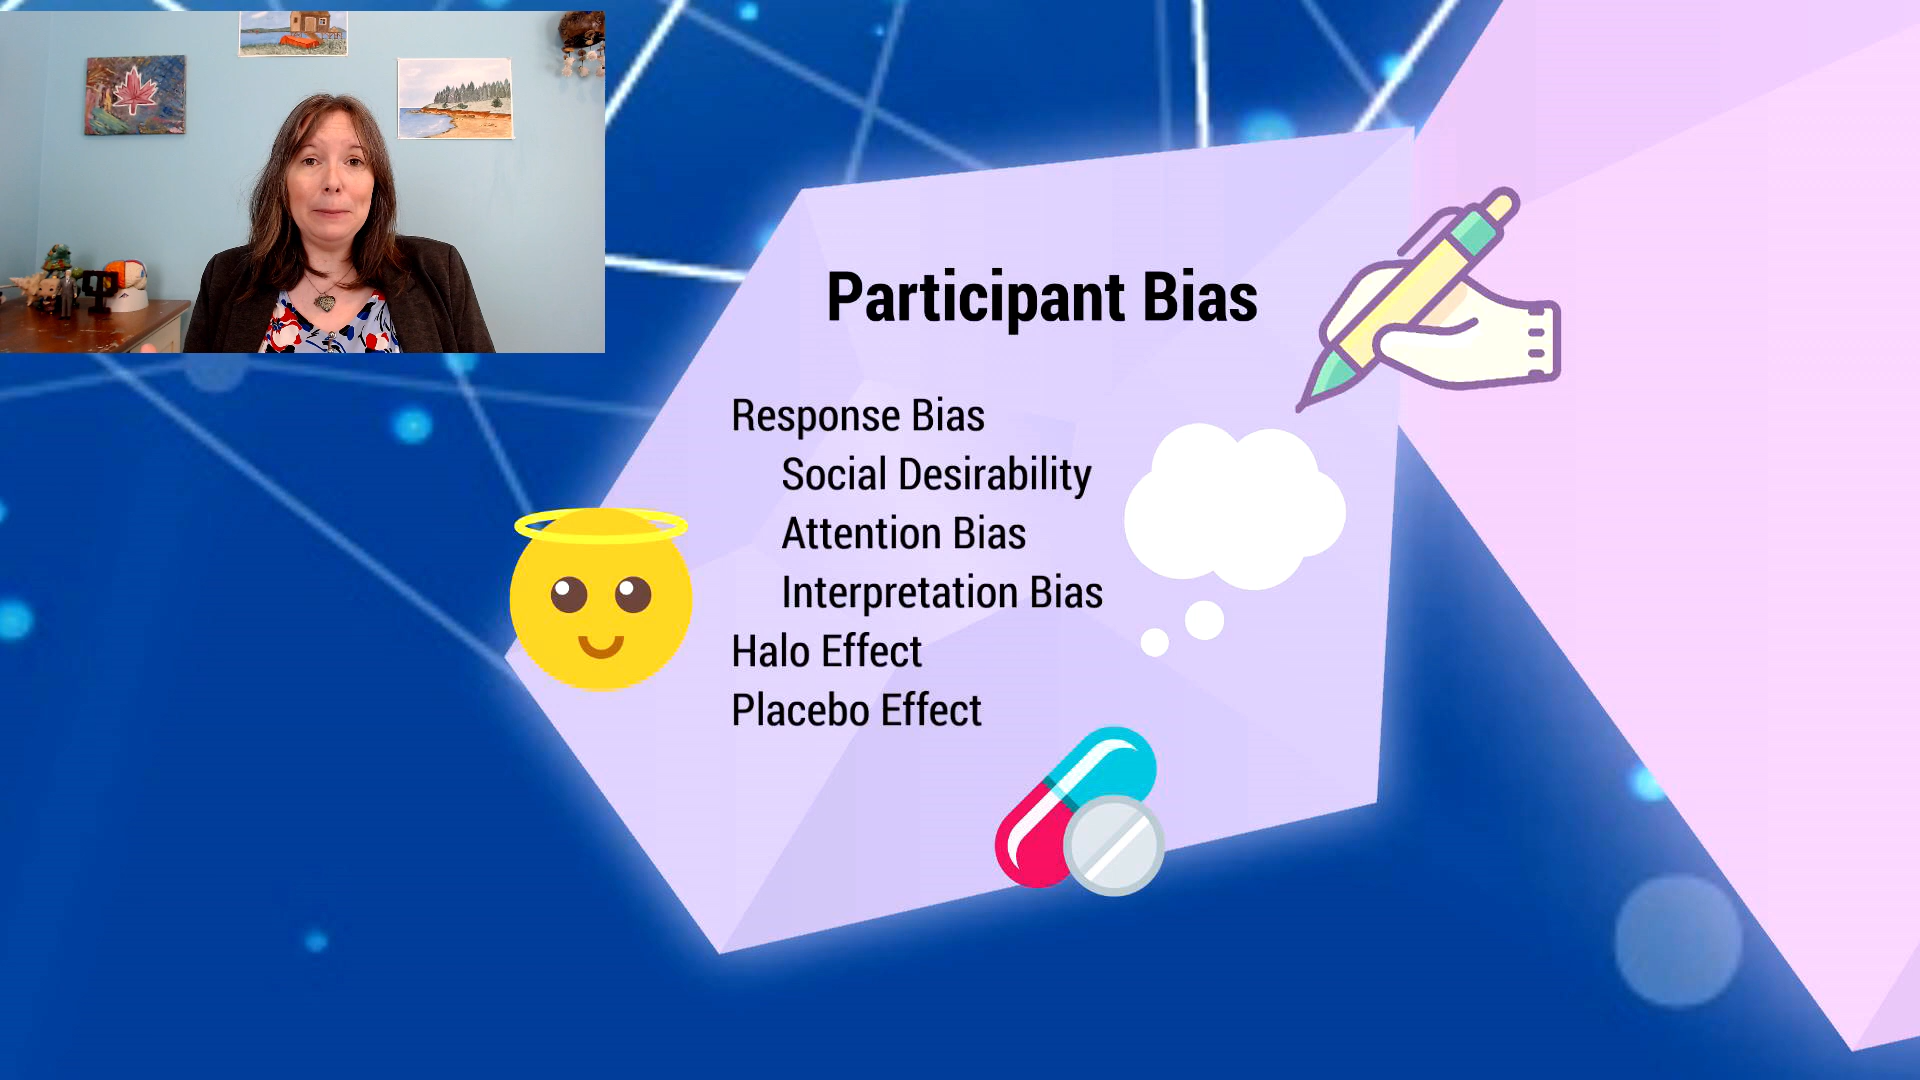 Participant Bias
Response Bias
Social Desirability
Attention Bias
Interpretation Bias
Halo Effect
Placebo Effect